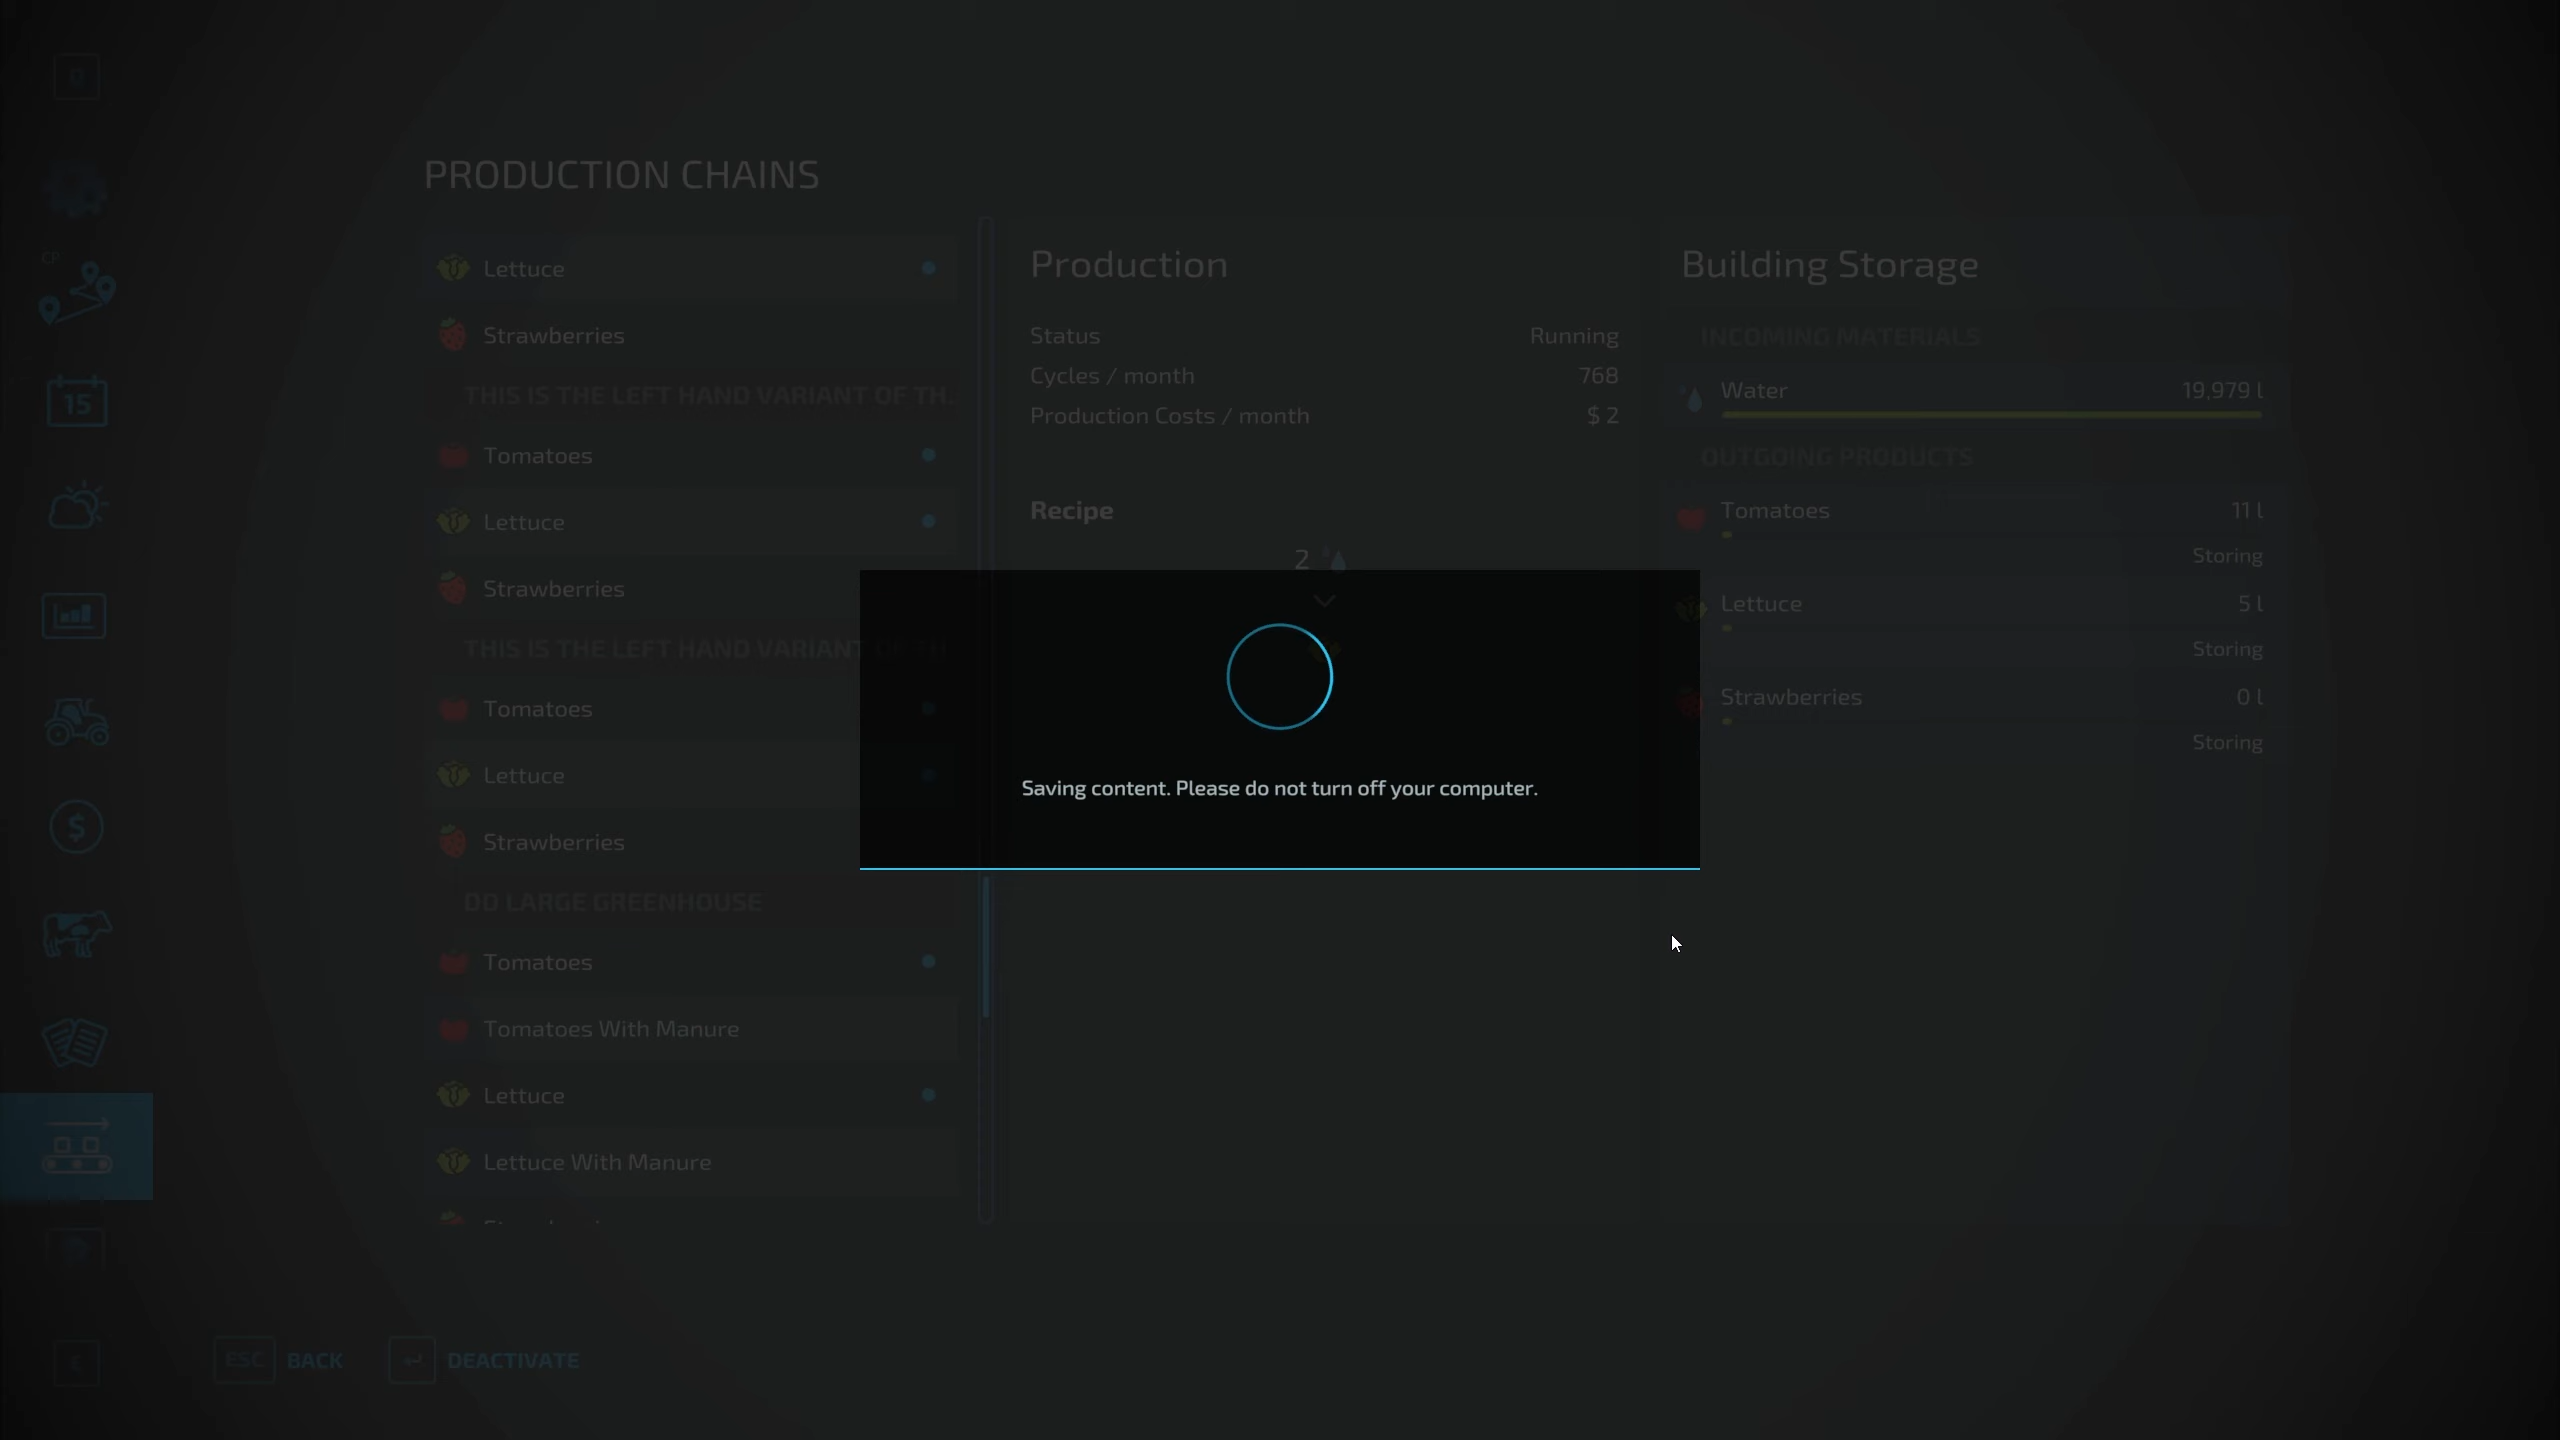 CP
15
PRODUCTION CHAINS
Lettuce
Strawberries
THIS IS THE LEFT HAND VARIANT OF TH.
Tomatoes
Lettuce
Strawberries
THIS IS THE LEFT HAND VARIANT OF TH
Tomatoes
Lettuce
Strawberries
DO LARGE GREENHOUSE
Tomatoes
Tomatoes With Manure
Lettuce
Lettuce With Manure
Production
Status Running
Cycles / month 768
Production Costs / month $ 2
Recipe
2
Building Storage
INCOMING MATERIALS
Water 19,979 l
OUTGOING PRODUCTS
Tomatoes 11 l
Storing
Lettuce 5 l
Storing
Strawberries 0 l
Storing
Saving content. Please do not turn off your computer.
ESC BACK DEACTIVATE